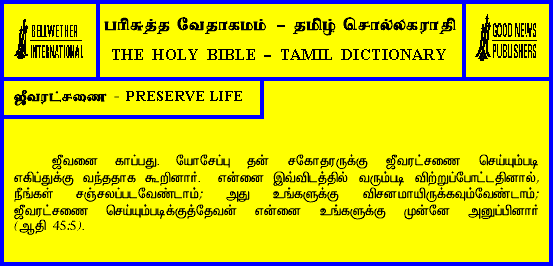 BELLWETHER
INTERNATIONAL
பரிசுத்த வேதாகமம் – தமிழ் சொல்லகராதி
THE HOLY BIBLE – TAMIL DICTIONARY
GOOD NEWS
PUBLISHERS
ஜீவரட்சணை - PRESERVE LIFE
ஜீவனை காப்பது. யோசேப்பு தன் சகோதரருக்கு ஜீவரட்சணை செய்யும்படி
எகிப்துக்கு வந்ததாக கூறினார். என்னை இவ்விடத்தில் வரும்படி விற்றுப்போட்டதினால்,
நீங்கள் சஞ்சலப்படவேண்டாம்; அது உங்களுக்கு விசனமாயிருக்கவும்வேண்டாம்;
ஜீவரட்சணை செய்யும்படிக்குத்தேவன் என்னை உங்களுக்கு முன்னே அனுப்பினார்
(ஆதி 45:5).